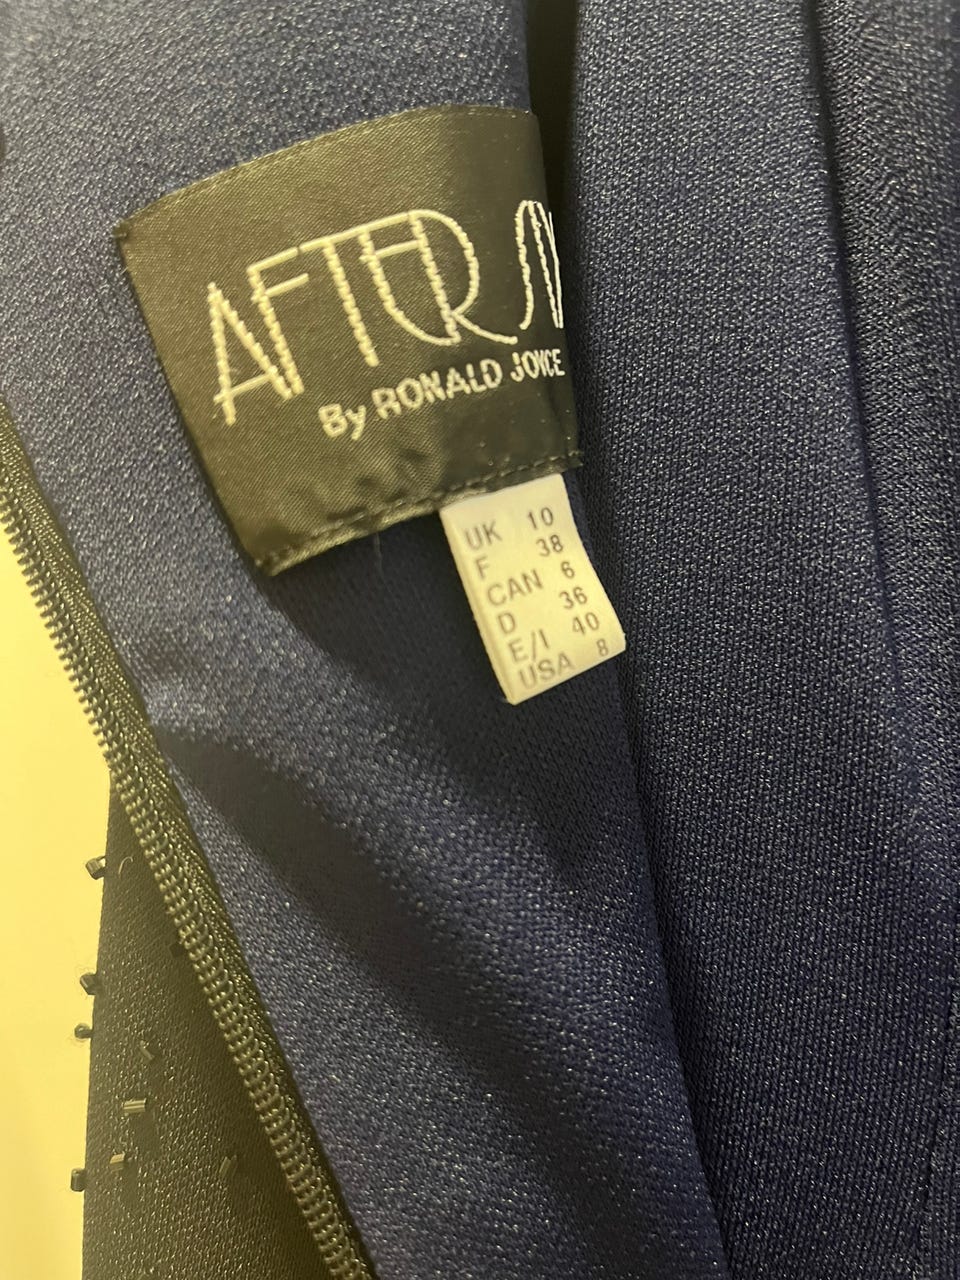 AFTER
By RONALD JOYCE
UK 10
F 38
CAN 6
D 36
E/I 40
USA 8